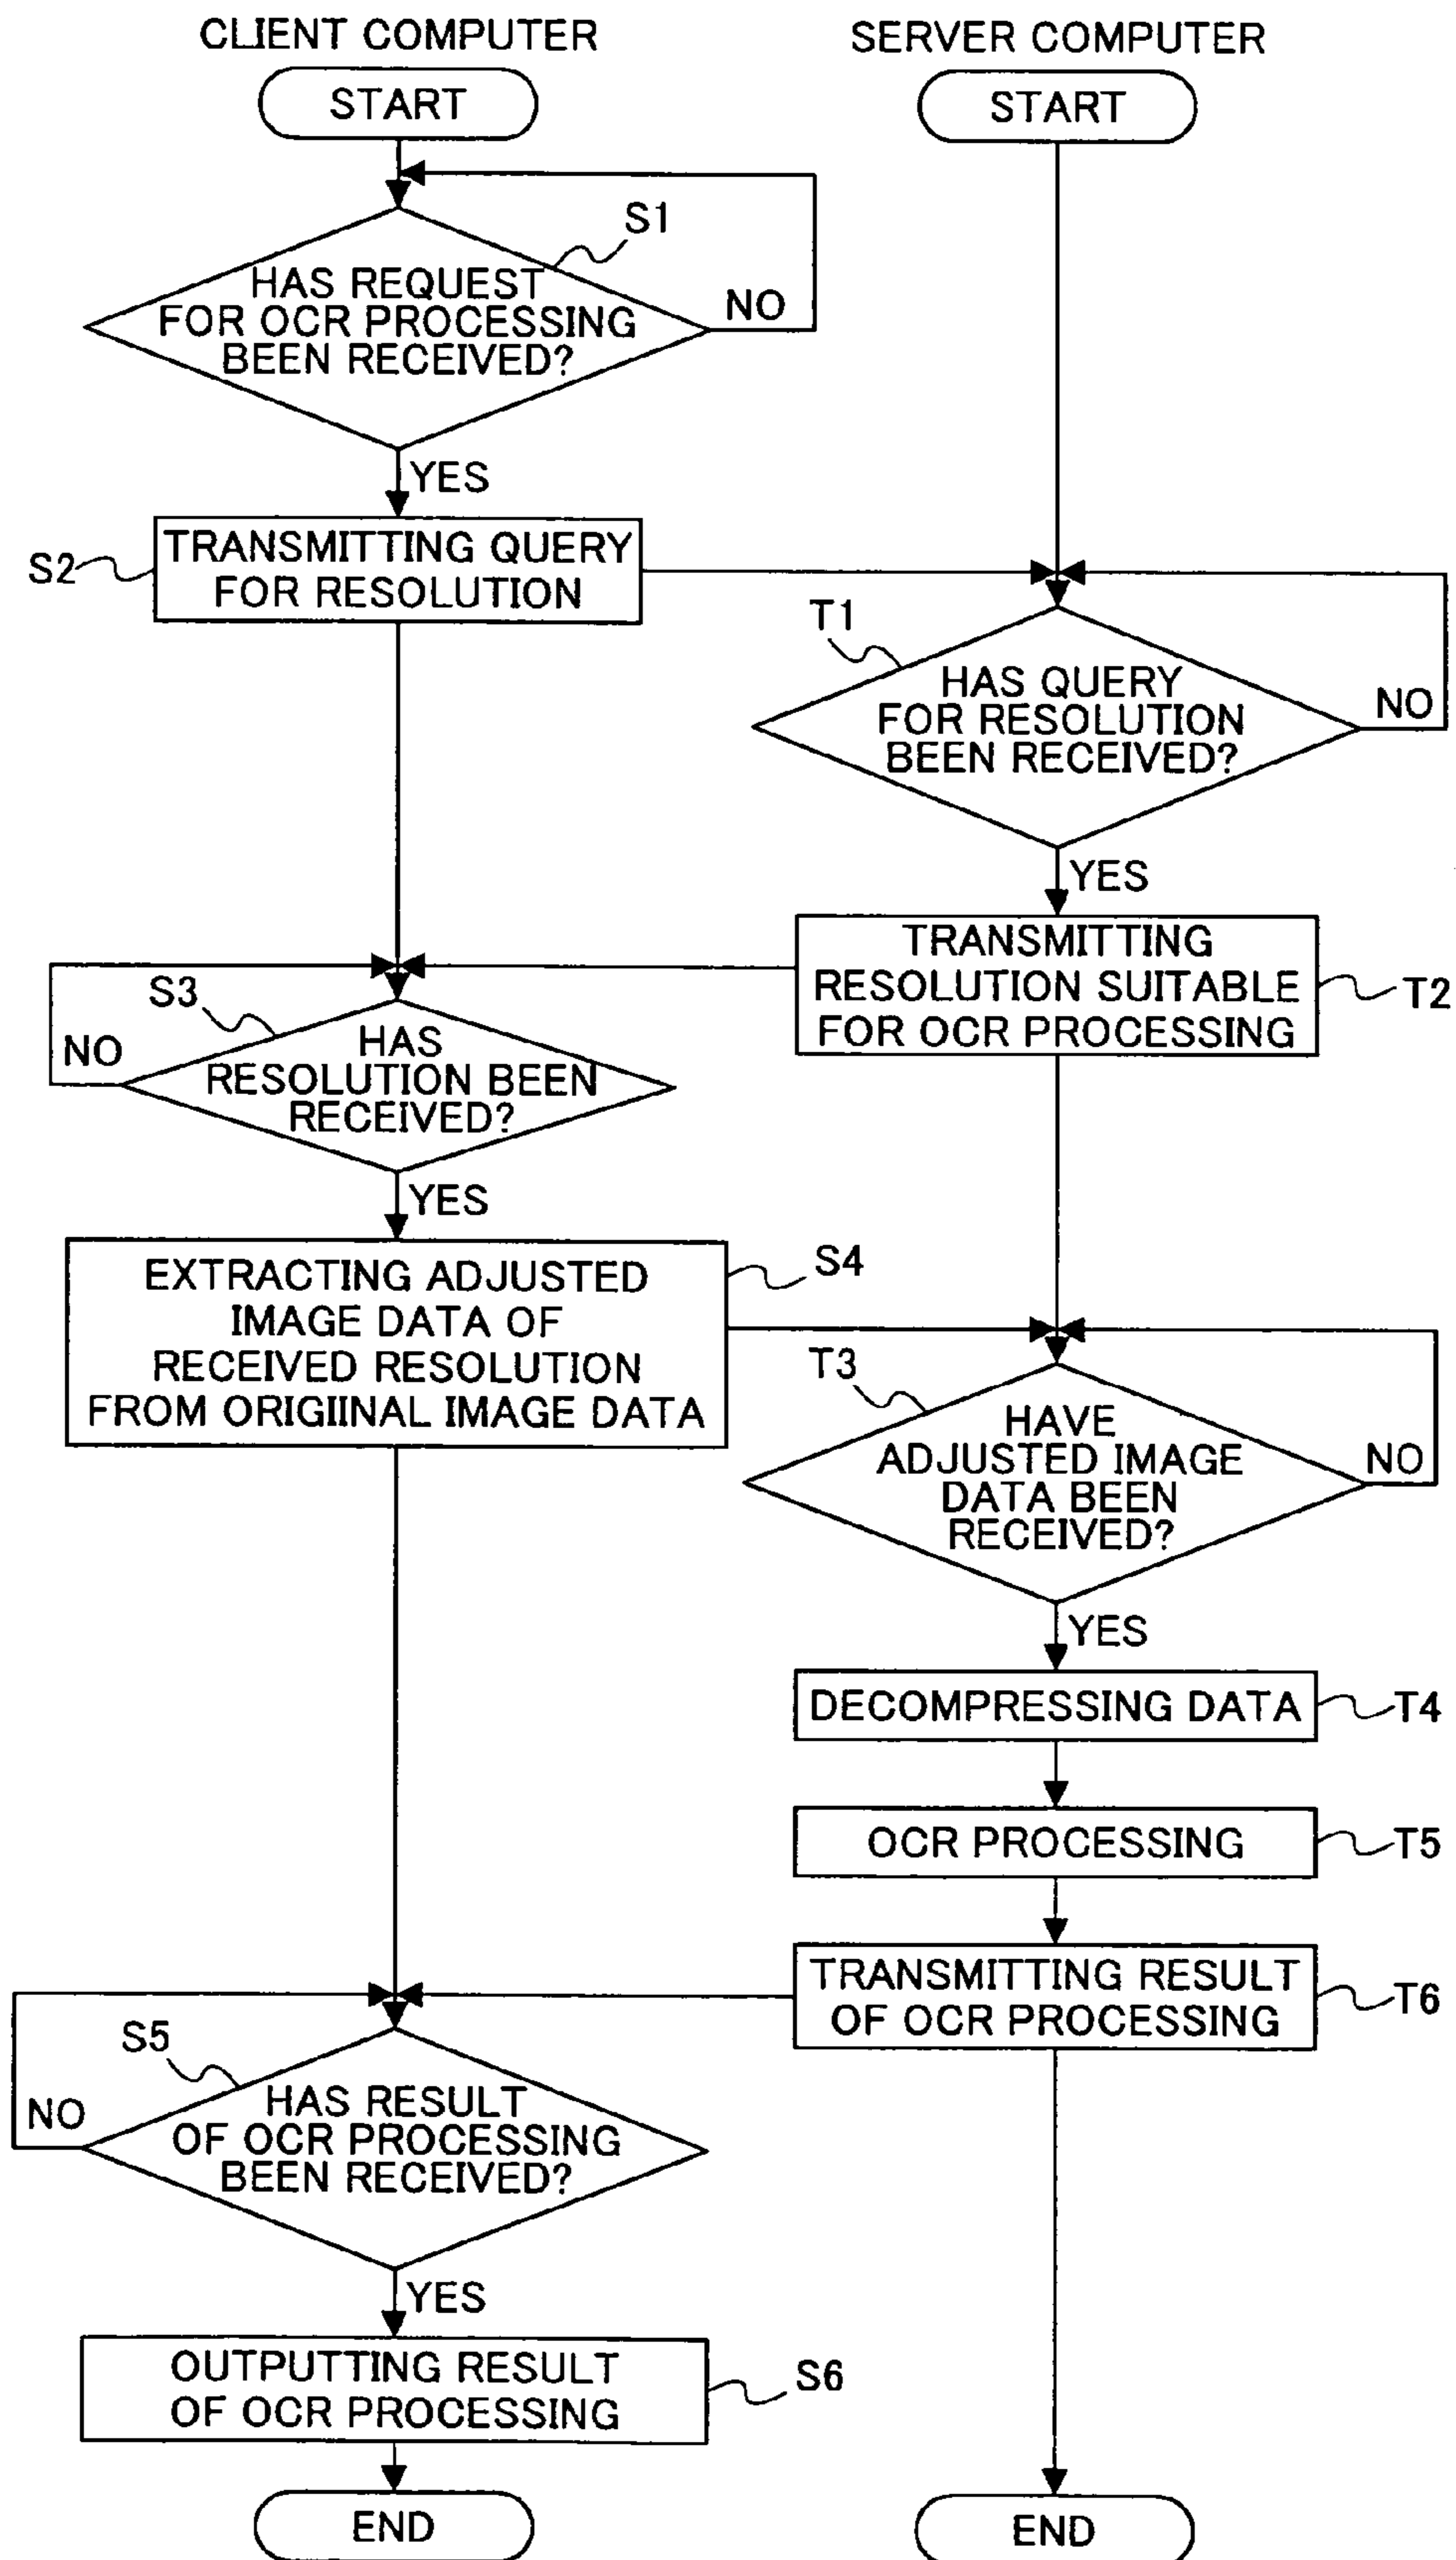 CLIENT COMPUTER
SERVER COMPUTER
START
START
S1
HAS REQUEST
FOR OCR PROCESSING
BEEN RECEIVED?
NO
YES
S2
TRANSMITTING QUERY
FOR RESOLUTION
T1
HAS QUERY
FOR RESOLUTION
BEEN RECEIVED?
NO
YES
TRANSMITTING
RESOLUTION SUITABLE
FOR OCR PROCESSING
T2
S3
HAS
RESOLUTION BEEN
RECEIVED?
NO
YES
EXTRACTING ADJUSTED
IMAGE DATA OF
RECEIVED RESOLUTION
FROM ORIGIINAL IMAGE DATA
S4
T3
HAVE
ADJUSTED IMAGE
DATA BEEN
RECEIVED?
NO
YES
DECOMPRESSING DATA
T4
OCR PROCESSING
T5
TRANSMITTING RESULT
OF OCR PROCESSING
T6
S5
HAS RESULT
OF OCR PROCESSING
BEEN RECEIVED?
NO
YES
OUTPUTTING RESULT
OF OCR PROCESSING
S6
END
END